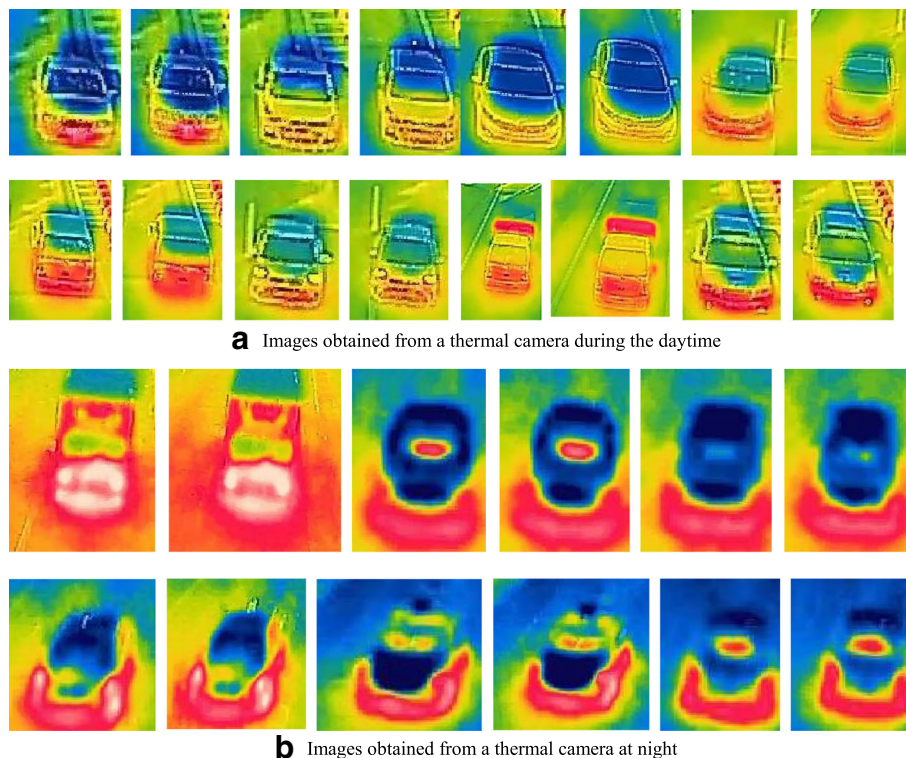 a Images obtained from a thermal camera during the daytime
b Images obtained from a thermal camera at night